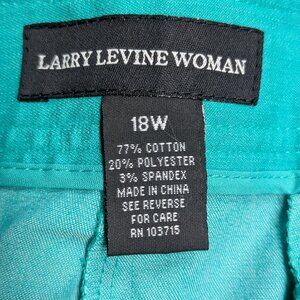 LARRY LEVINE WOMAN
18W
77% COTTON
20% POLYESTER
3% SPANDEX
MADE IN CHINA
SEE REVERSE
FOR CARE
RN 103715